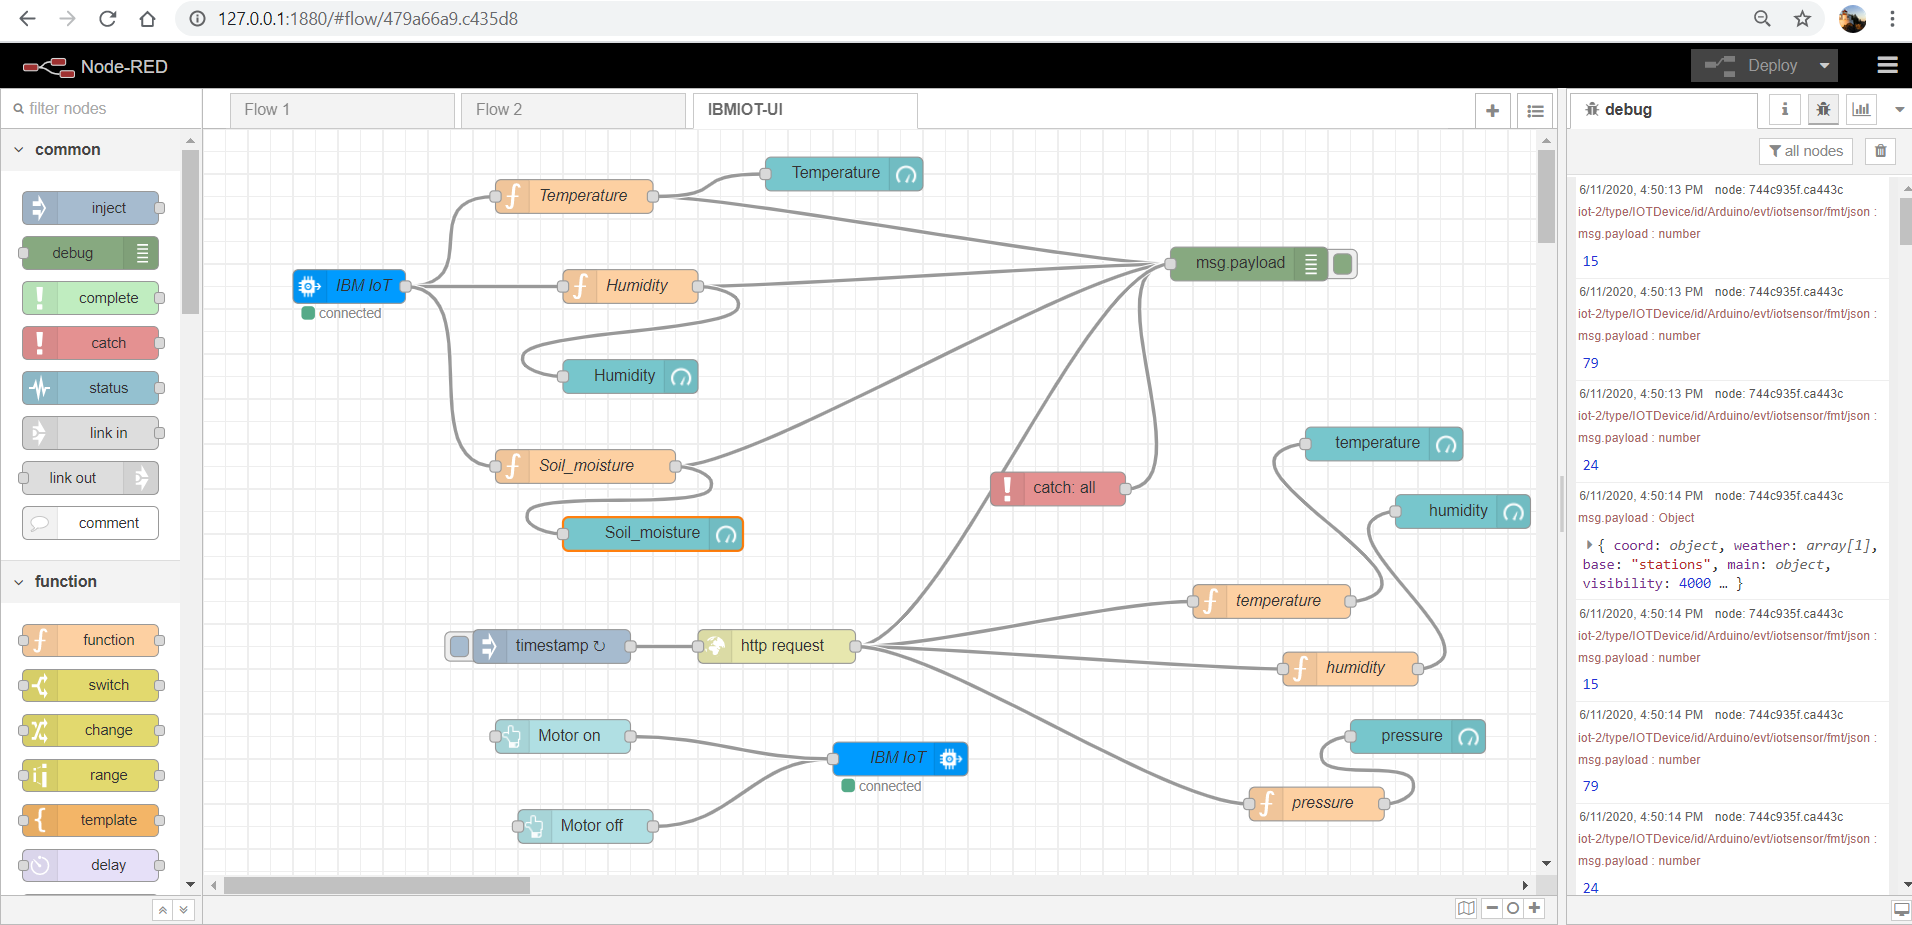 127.0.0.1:1880/#flow/479a66a9.c435d8
Node-RED
Deploy
filter nodes
Flow 1
Flow 2
IBMIOT-UI
debug
all nodes
common
inject
debug
complete
catch
status
link in
link out
comment
function
function
switch
change
range
template
delay
Temperature
Temperature
IBM IoT
connected
Humidity
msg.payload
Humidity
Soil_moisture
Soil_moisture
catch: all
temperature
humidity
temperature
timestamp ↻
http request
humidity
Motor on
IBM IoT
connected
pressure
pressure
Motor off
6/11/2020, 4:50:13 PM node: 744c935f.ca443c
iot-2/type/IOTDevice/id/Arduino/evt/iotsensor/fmt/json :
msg.payload : number
15
6/11/2020, 4:50:13 PM node: 744c935f.ca443c
iot-2/type/IOTDevice/id/Arduino/evt/iotsensor/fmt/json :
msg.payload : number
79
6/11/2020, 4:50:13 PM node: 744c935f.ca443c
iot-2/type/IOTDevice/id/Arduino/evt/iotsensor/fmt/json :
msg.payload : number
24
6/11/2020, 4:50:14 PM node: 744c935f.ca443c
msg.payload : Object
{ coord: object, weather: array[1],
base: "stations", main: object,
visibility: 4000 … }
6/11/2020, 4:50:14 PM node: 744c935f.ca443c
iot-2/type/IOTDevice/id/Arduino/evt/iotsensor/fmt/json :
msg.payload : number
15
6/11/2020, 4:50:14 PM node: 744c935f.ca443c
iot-2/type/IOTDevice/id/Arduino/evt/iotsensor/fmt/json :
msg.payload : number
79
6/11/2020, 4:50:14 PM node: 744c935f.ca443c
iot-2/type/IOTDevice/id/Arduino/evt/iotsensor/fmt/json :
msg.payload : number
24